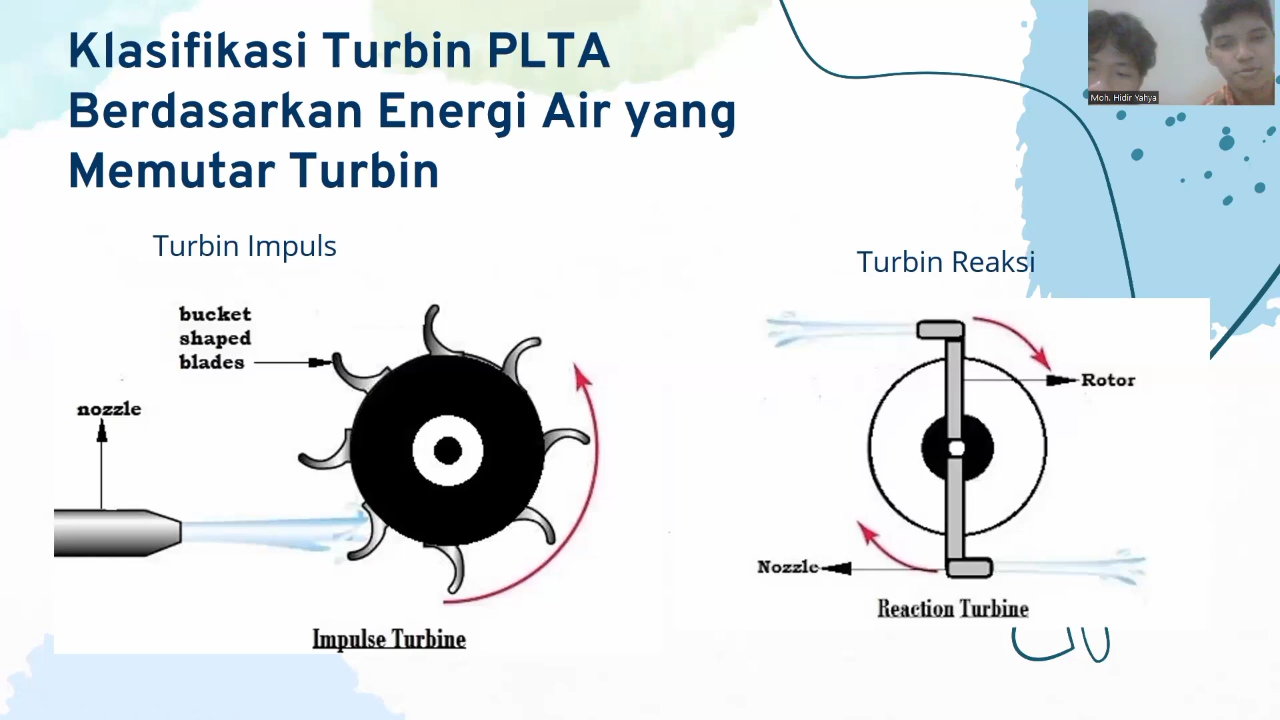 Klasifikasi Turbin PLTA
Berdasarkan Energi Air yang
Memutar Turbin
Moh. Hidir Yahya
Turbin Impuls
Turbin Reaksi
bucket
shaped
blades
nozzle
Impulse Turbine
Rotor
Nozzle
Reaction Turbine